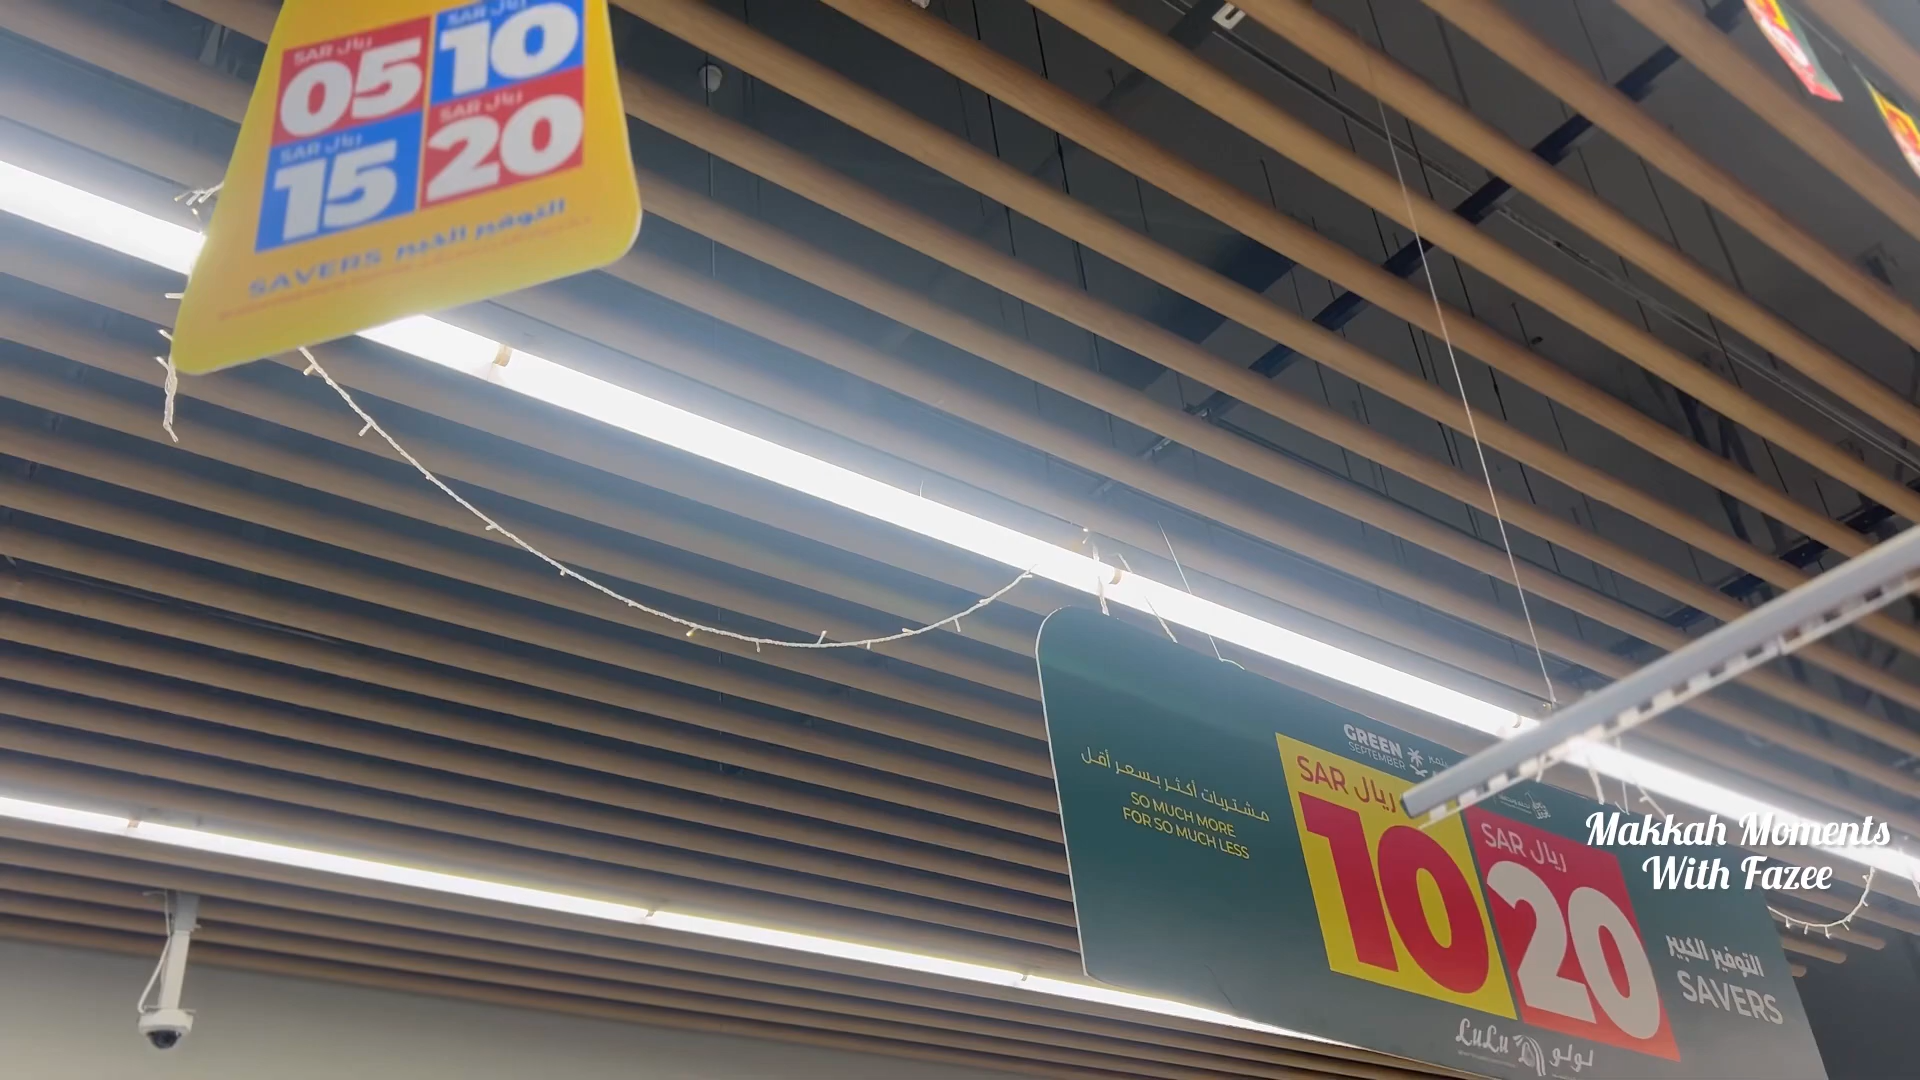 SAR ريال
05
SAR ريال
10
SAR ريال
15
SAR ريال
20
SAVERS التوفير الكبير
GREEN
SEPTEMBER
مشتريات أكثر بسعر أقل
SO MUCH MORE
FOR SO MUCH LESS
SAR ريال
10
SAR ريال
20
التوفير الكبير
SAVERS
LuLu لولو
Makkah Moments
With Fazee